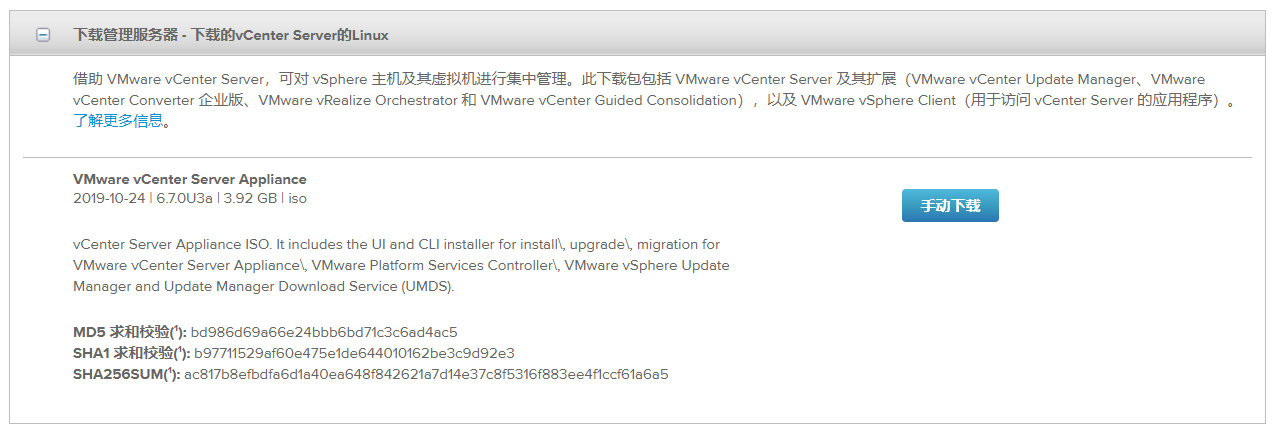 下载管理服务器 - 下载的vCenter Server的Linux
借助 VMware vCenter Server，可对 vSphere 主机及其虚拟机进行集中管理。此下载包包括 VMware vCenter Server 及其扩展（VMware vCenter Update Manager、VMware
vCenter Converter 企业版、VMware vRealize Orchestrator 和 VMware vCenter Guided Consolidation），以及 VMware vSphere Client（用于访问 vCenter Server 的应用程序）。
了解更多信息。
VMware vCenter Server Appliance
2019-10-24 | 6.7.0U3a | 3.92 GB | iso
手动下载
vCenter Server Appliance ISO. It includes the UI and CLI installer for install\, upgrade\, migration for
VMware vCenter Server Appliance\, VMware Platform Services Controller\, VMware vSphere Update
Manager and Update Manager Download Service (UMDS).
MD5 求和校验(¹): bd986d69a66e24bbb6bd71c3c6ad4ac5
SHA1 求和校验(¹): b97711529af60e475e1de644010162be3c9d92e3
SHA256SUM(¹): ac817b8efbdfa6d1a40ea648f842621a7d14e37c8f5316f883ee4f1ccf61a6a5